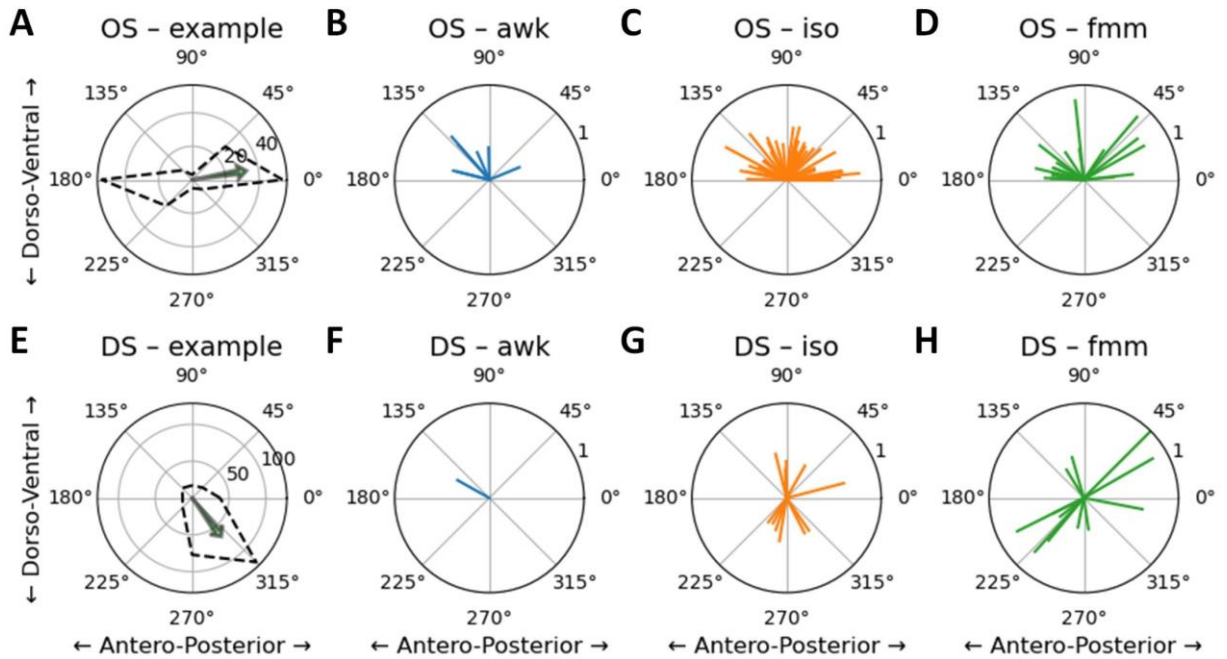 A OS – example B OS – awk C OS – iso D OS – fmm
90° 90° 90° 90°
135° 45° 135° 45° 135° 45° 135° 45°
40 1 1 1
20
180° 0° 180° 0° 180° 0° 180° 0°
← Dorso-Ventral →
225° 315° 225° 315° 225° 315° 225° 315°
270° 270° 270° 270°
E DS – example F DS – awk G DS – iso H DS – fmm
90° 90° 90° 90°
135° 45° 135° 45° 135° 45° 135° 45°
50 100 1 1 1
180° 0° 180° 0° 180° 0° 180° 0°
← Dorso-Ventral →
225° 315° 225° 315° 225° 315° 225° 315°
270° 270° 270° 270°
← Antero-Posterior → ← Antero-Posterior → ← Antero-Posterior → ← Antero-Posterior →